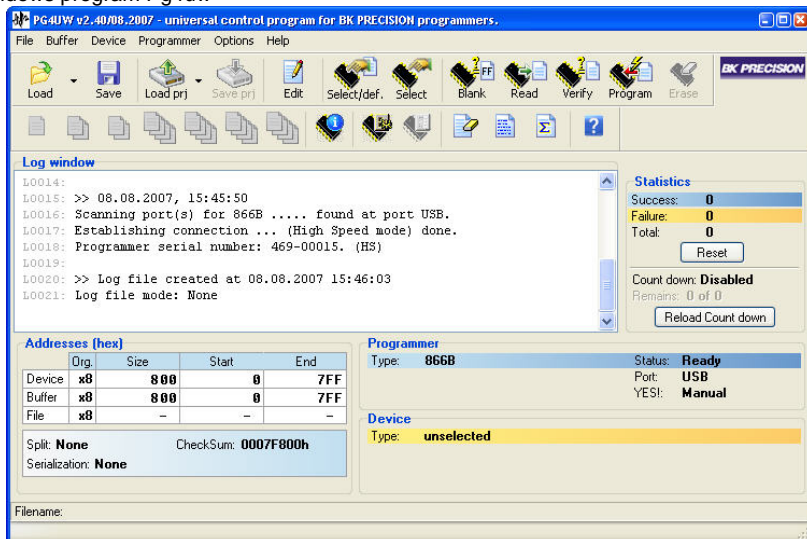 PG4UW v2.40/08.2007 - universal control program for BK PRECISION programmers.
File Buffer Device Programmer Options Help
Load Save Load prj Save prj Edit Select/def. Select Blank Read Verify Program Erase
BK PRECISION
Log window
L0014:
L0015: >> 08.08.2007, 15:45:50
L0016: Scanning port(s) for 866B ..... found at port USB.
L0017: Establishing connection ... (High Speed mode) done.
L0018: Programmer serial number: 469-00015. (HS)
L0019:
L0020: >> Log file created at 08.08.2007 15:46:03
L0021: Log file mode: None
Statistics
Success: 0
Failure: 0
Total: 0
Reset
Count down: Disabled
Remains: 0 of 0
Reload Count down
Addresses (hex)
Org. Size Start End
Device x8 800 0 7FF
Buffer x8 800 0 7FF
File x8 – – –
Split: None CheckSum: 0007F800h
Serialization: None
Programmer
Type: 866B Status: Ready
Port: USB
YES!: Manual
Device
Type: unselected
Filename: